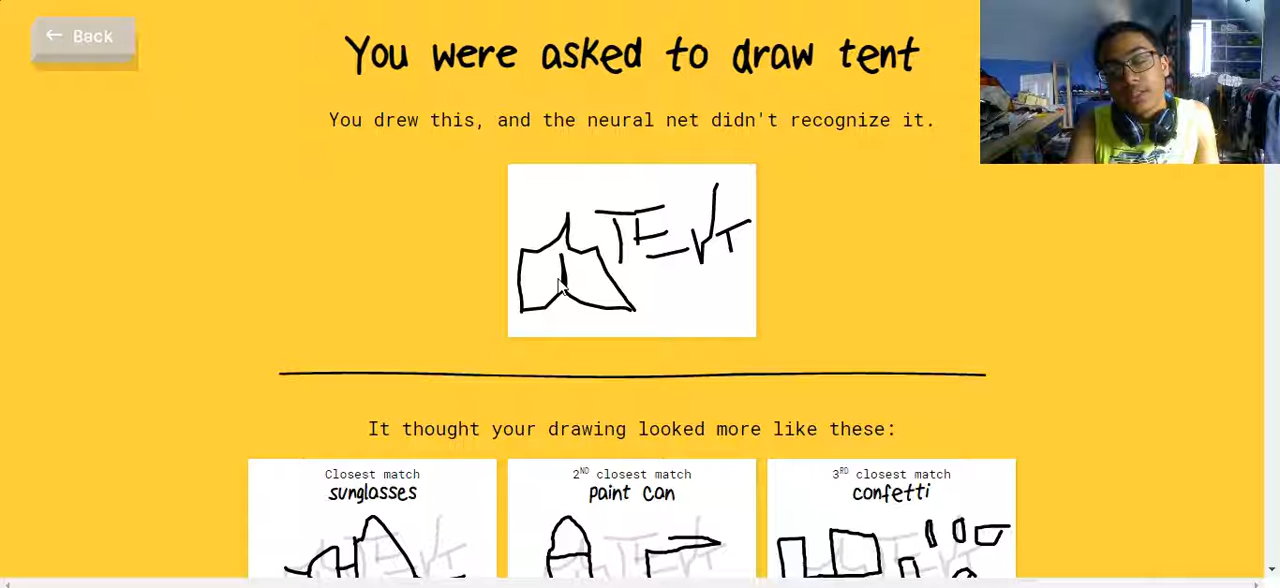 ← Back
You were asked to draw tent
You drew this, and the neural net didn't recognize it.
TENT
It thought your drawing looked more like these:
Closest match
sunglasses
2ND closest match
paint can
3RD closest match
confetti